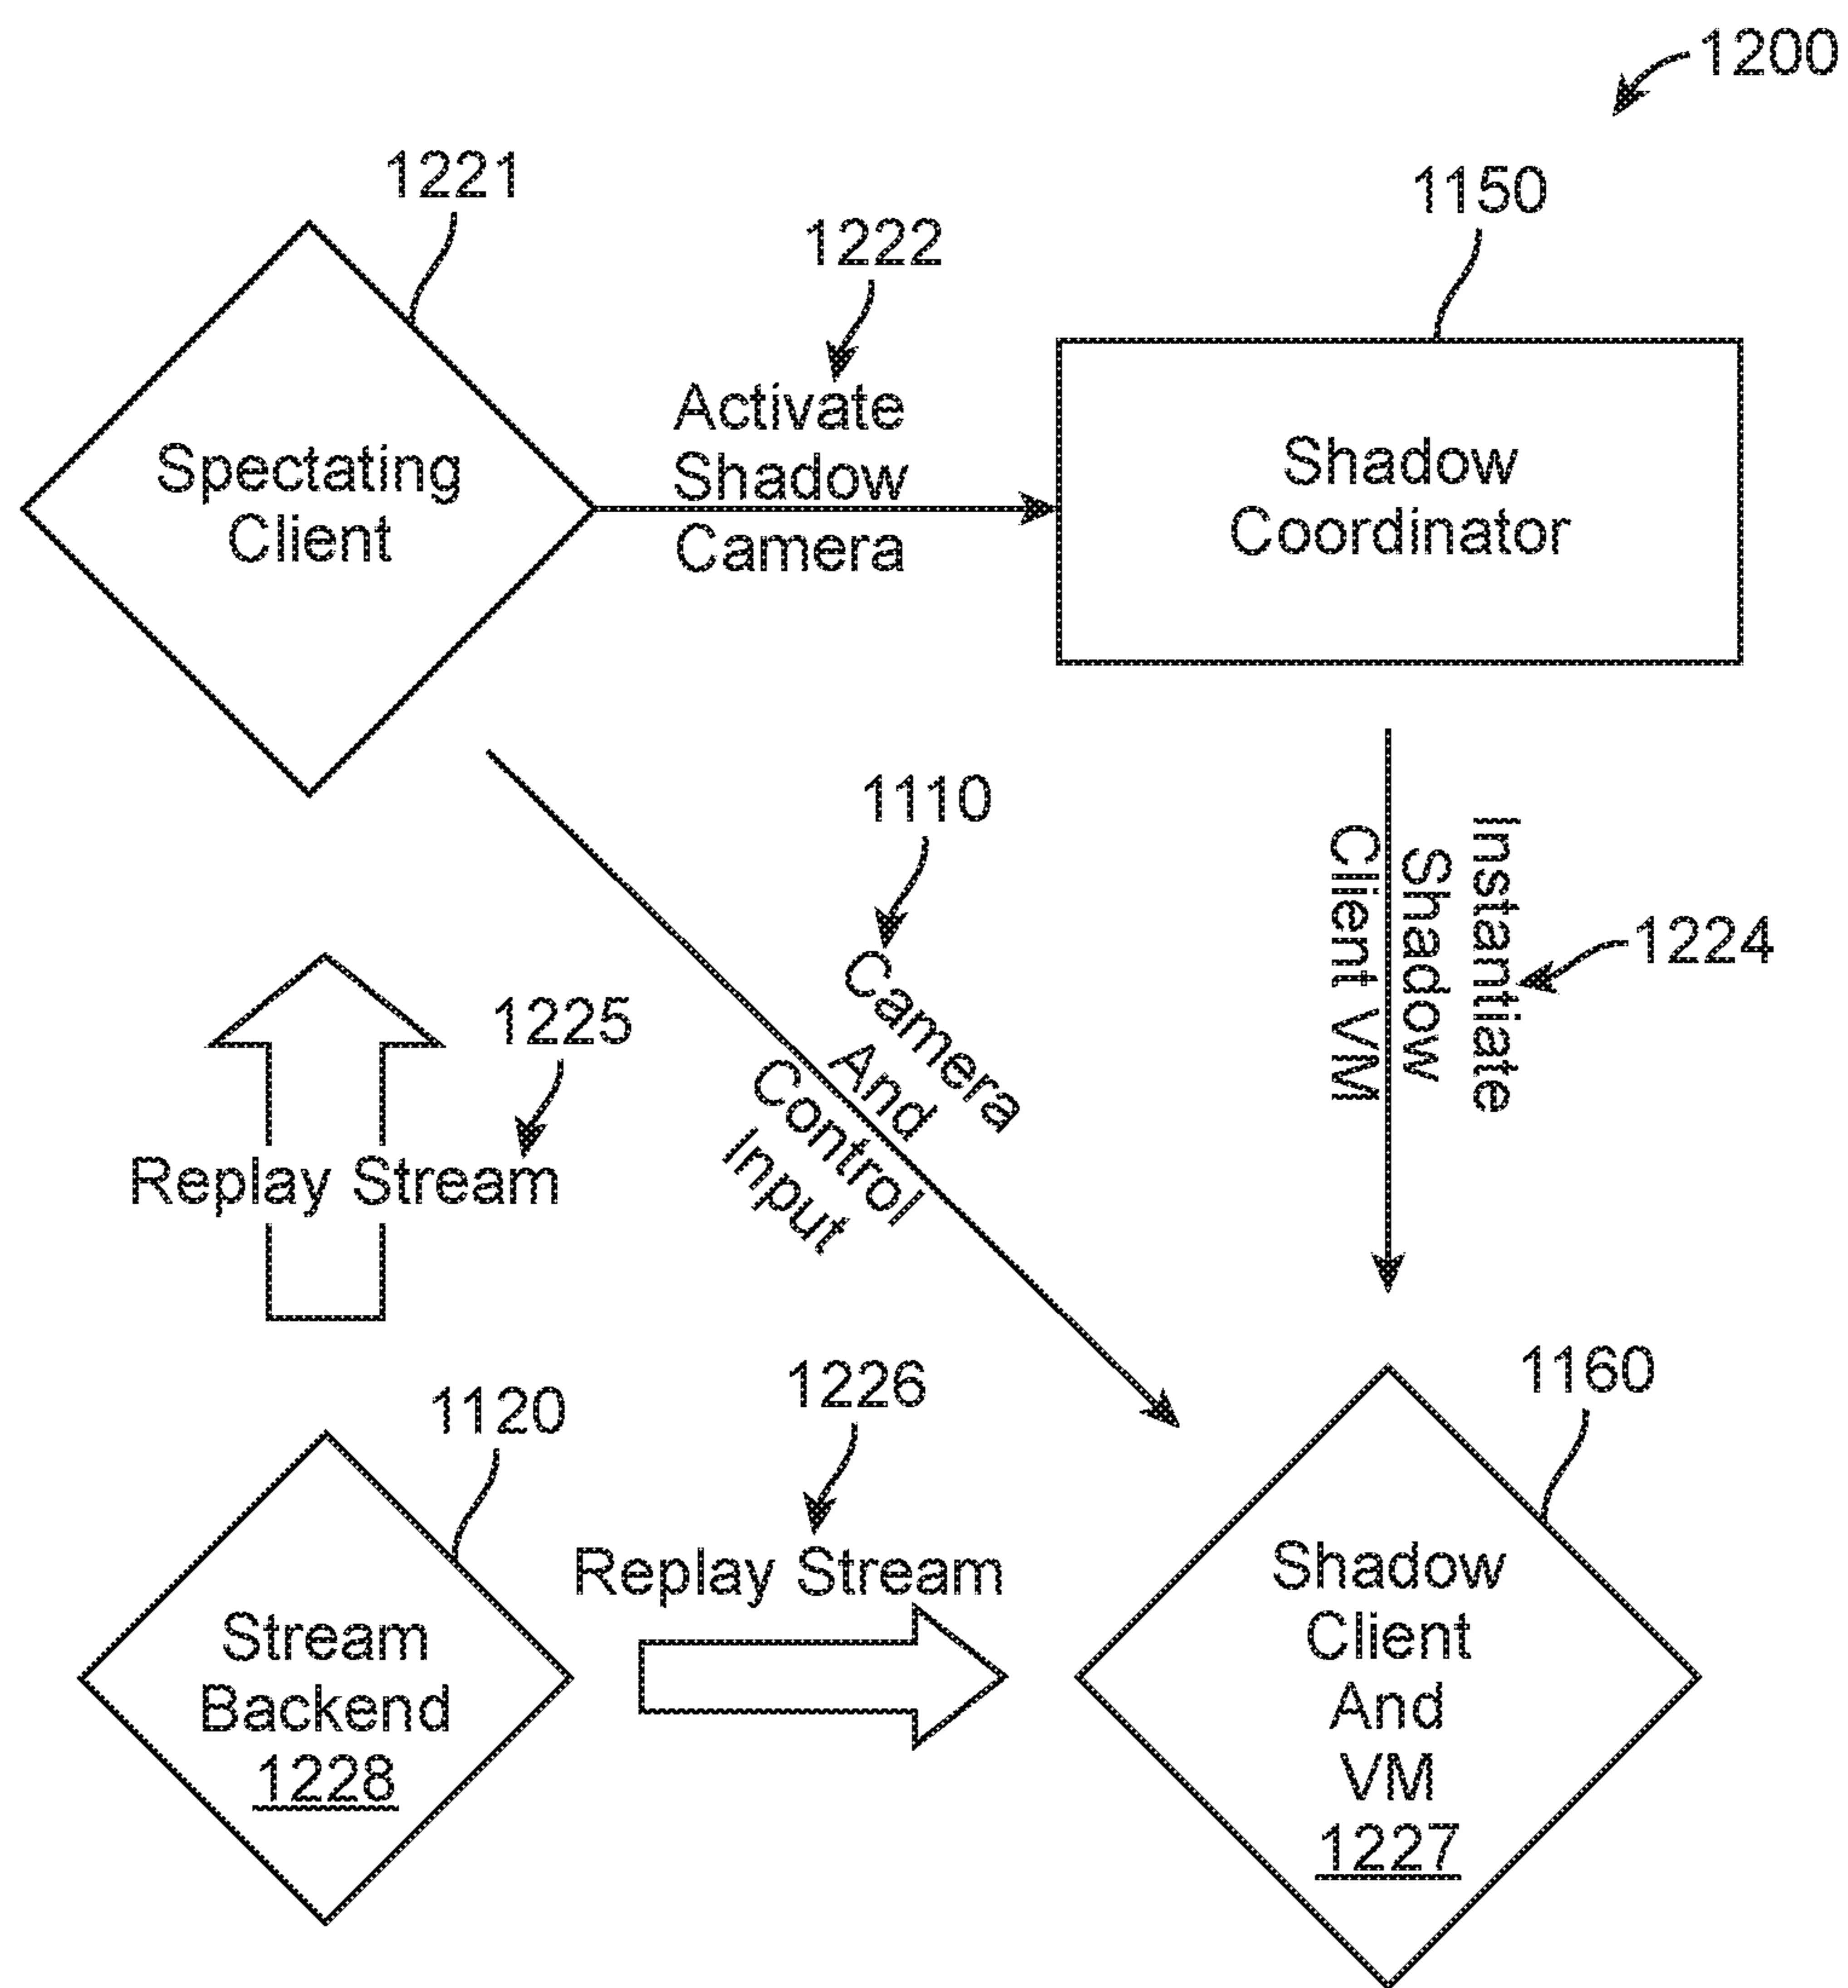 1200
1221
1222
1150
Activate
Shadow
Camera
Spectating
Client
Shadow
Coordinator
1110
Camera
And
Control
Input
Instantiate
Shadow
Client VM
1224
1225
Replay Stream
1226
Replay Stream
1120
Stream
Backend
1228
1160
Shadow
Client
And
VM
1227